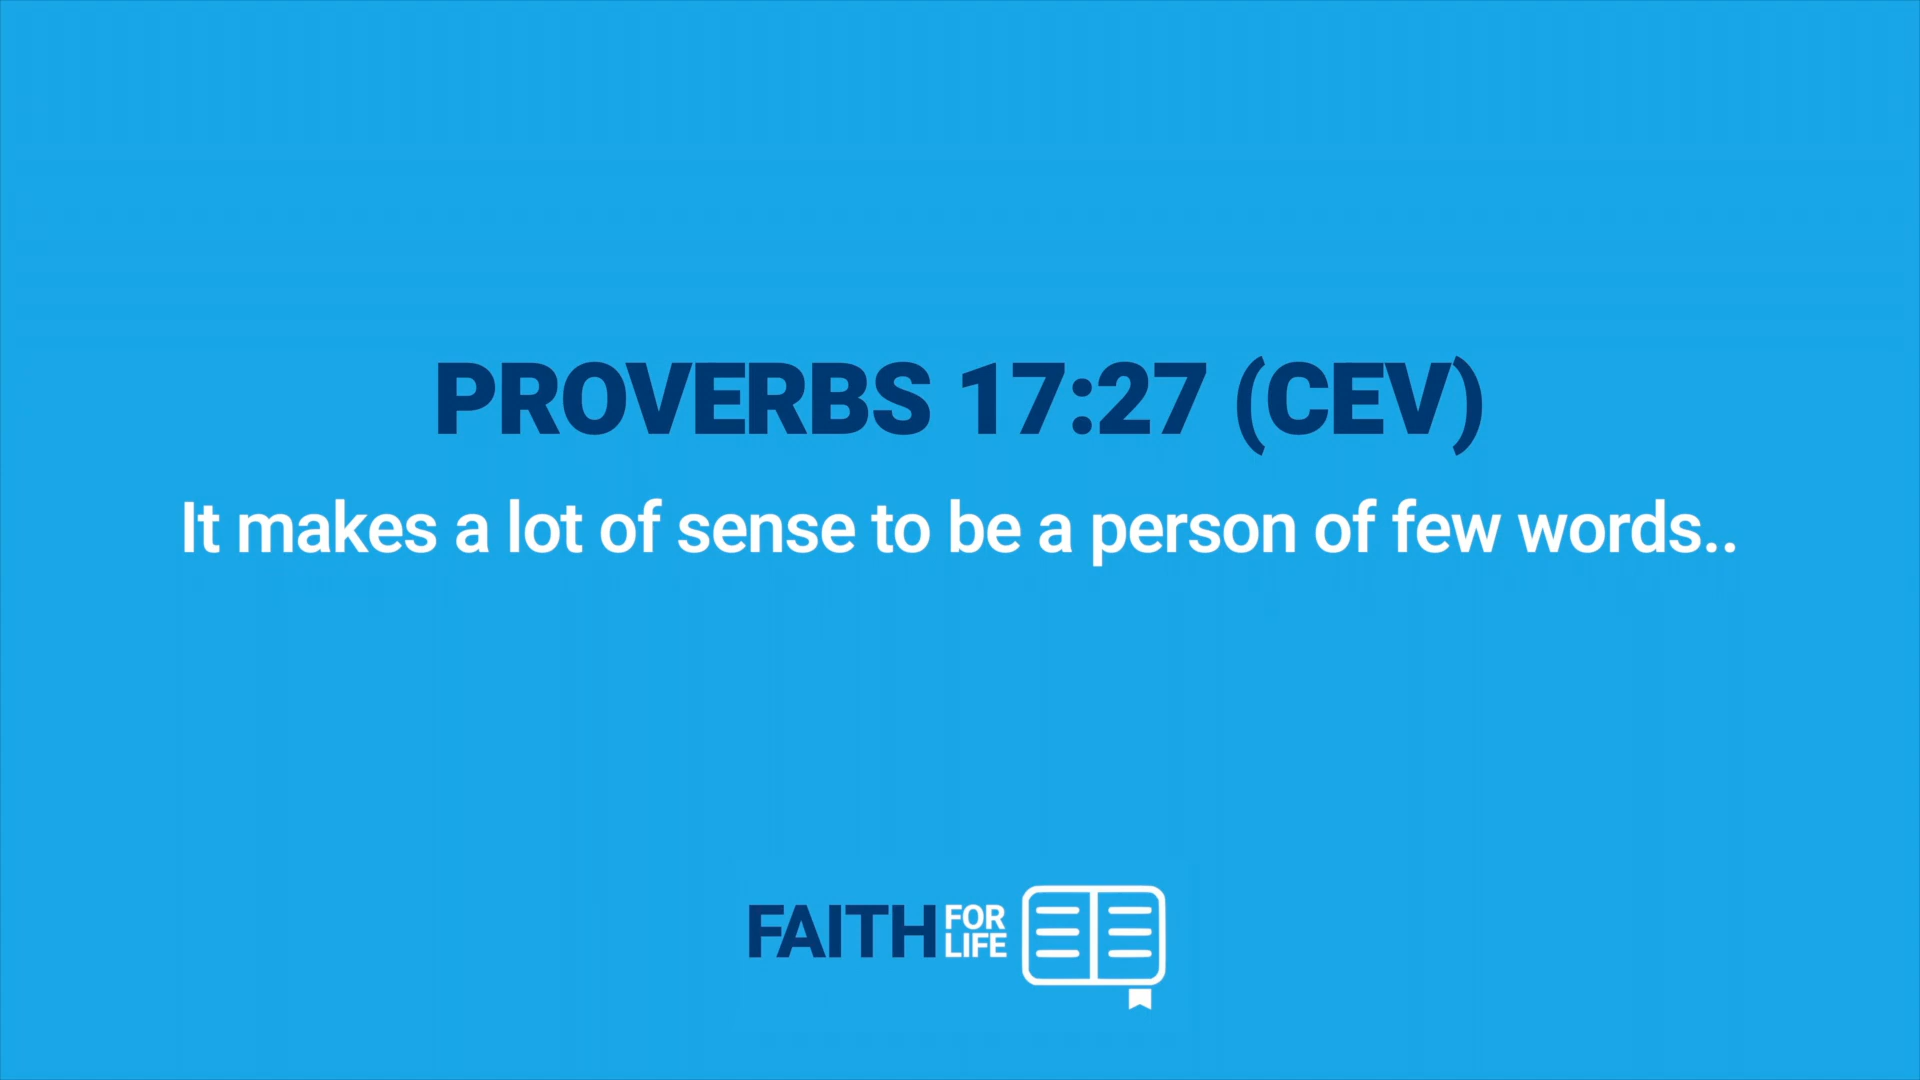 PROVERBS 17:27 (CEV)
It makes a lot of sense to be a person of few words..
FAITH FOR
LIFE